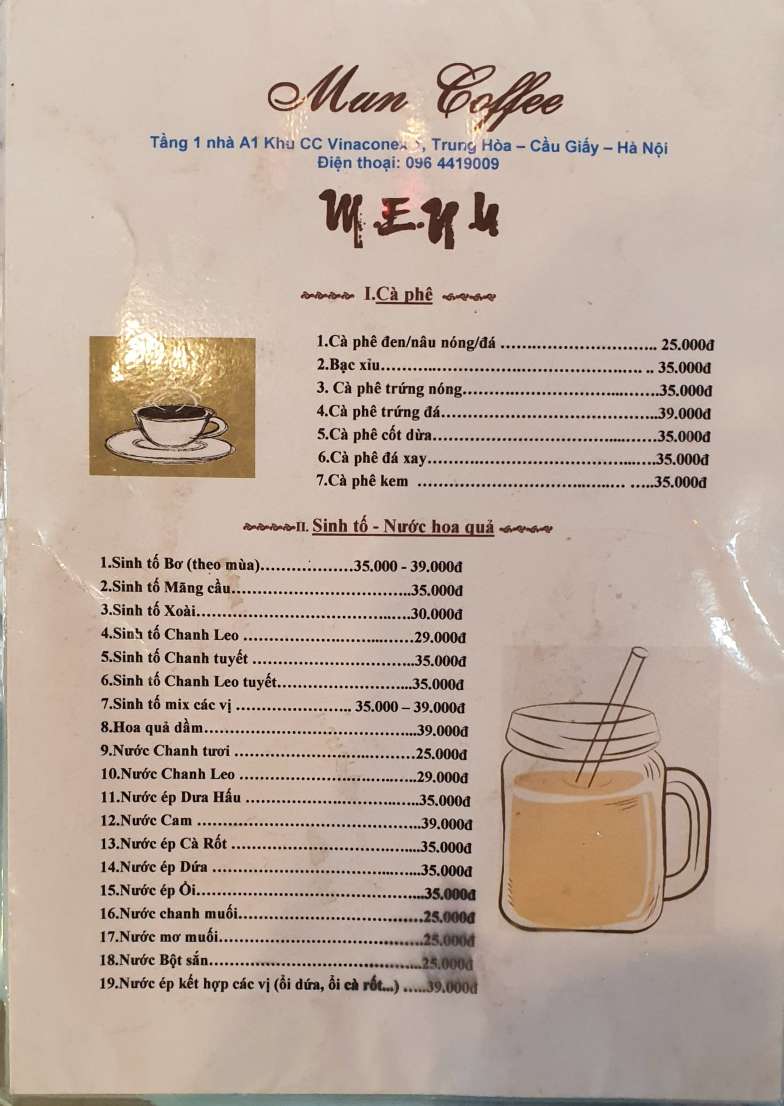 Mun Coffee
Tầng 1 nhà A1 Khu CC Vinaconex , Trung Hòa – Cầu Giấy – Hà Nội
Điện thoại: 096 4419009
M.E.N.U
I.Cà phê
1.Cà phê đen/nâu nóng/đá ................................ 25.000đ
2.Bạc xỉu................................................... .. 35.000đ
3. Cà phê trứng nóng.......................................35.000đ
4.Cà phê trứng đá...........................................39.000đ
5.Cà phê cốt dừa.............................................35.000đ
6.Cà phê đá xay..............................................35.000đ
7.Cà phê kem ....................................... .....35.000đ
II. Sinh tố - Nước hoa quả
1.Sinh tố Bơ (theo mùa)..................35.000 - 39.000đ
2.Sinh tố Mãng cầu...................................35.000đ
3.Sinh tố Xoài..........................................30.000đ
4.Sinh tố Chanh Leo .................................29.000đ
5.Sinh tố Chanh tuyết ...............................35.000đ
6.Sinh tố Chanh Leo tuyết..........................35.000đ
7.Sinh tố mix các vị ...................... 35.000 – 39.000đ
8.Hoa quả dầm.........................................39.000đ
9.Nước Chanh tươi ...................................25.000đ
10.Nước Chanh Leo ..................................29.000đ
11.Nước ép Dưa Hấu .................................35.000đ
12.Nước Cam ...........................................39.000đ
13.Nước ép Cà Rốt ....................................35.000đ
14.Nước ép Dứa ........................................35.000đ
15.Nước ép Ổi............................................35.000đ
16.Nước chanh muối...................................25.000đ
17.Nước mơ muối.......................................25.000đ
18.Nước Bột sắn.........................................25.000đ
19.Nước ép kết hợp các vị (ổi dứa, ổi cà rốt...) .....39.000đ